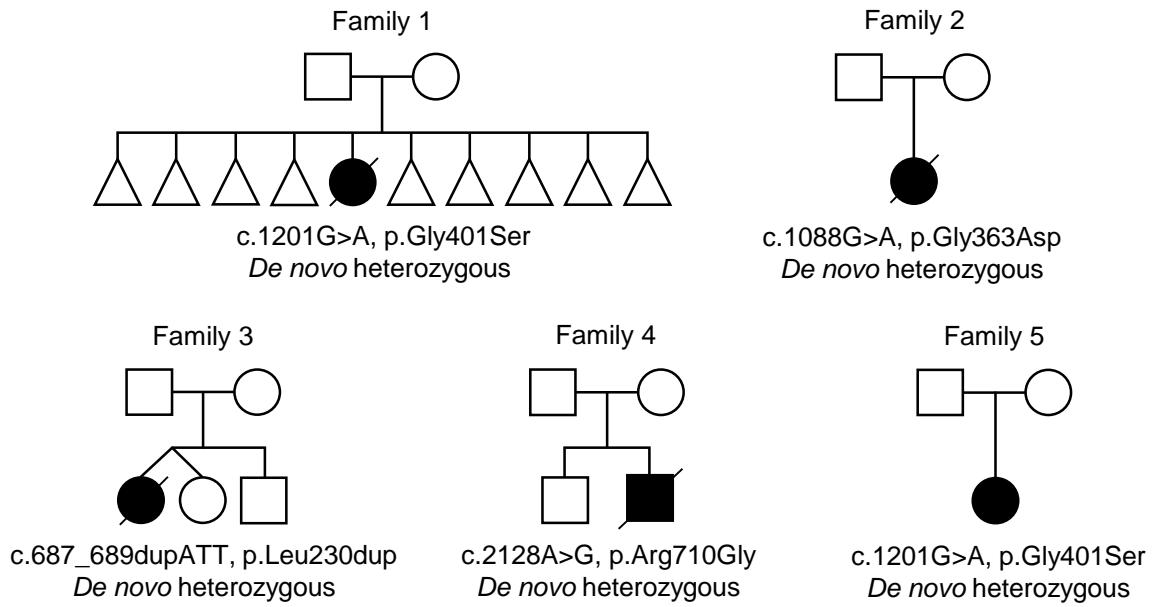 Family 1
Family 2
c.1201G>A, p.Gly401Ser
De novo heterozygous
c.1088G>A, p.Gly363Asp
De novo heterozygous
Family 3
Family 4
Family 5
c.687_689dupATT, p.Leu230dup
De novo heterozygous
c.2128A>G, p.Arg710Gly
De novo heterozygous
c.1201G>A, p.Gly401Ser
De novo heterozygous